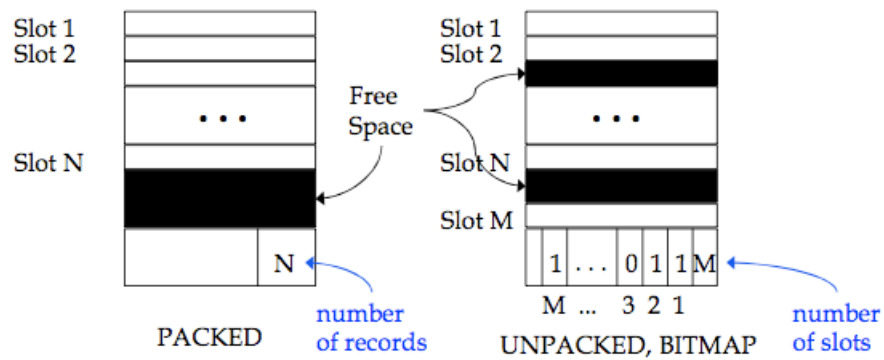 Slot 1
Slot 2
...
Slot N
N
number
of records
PACKED
Free
Space
Slot 1
Slot 2
...
Slot N
Slot M
1 ... 0 1 1 M
M ... 3 2 1
number
of slots
UNPACKED, BITMAP